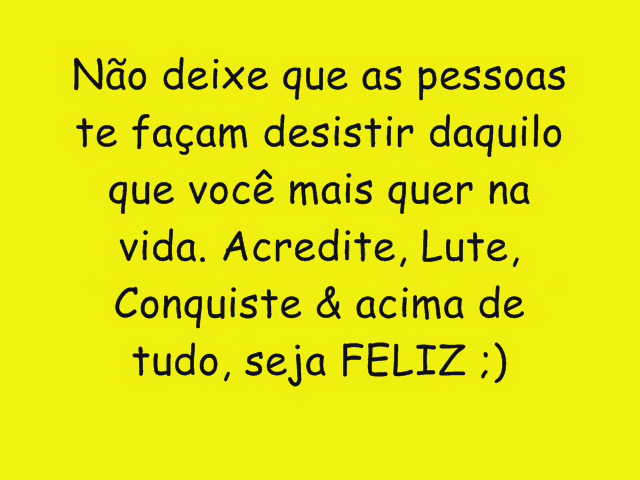 Não deixe que as pessoas
te façam desistir daquilo
que você mais quer na
vida. Acredite, Lute,
Conquiste & acima de
tudo, seja FELIZ ;)